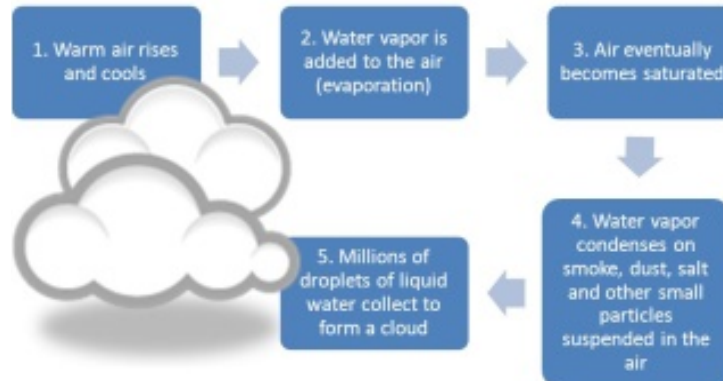 1. Warm air rises
and cools
2. Water vapor is
added to the air
(evaporation)
3. Air eventually
becomes saturated
4. Water vapor
condenses on
smoke, dust, salt
and other small
particles
suspended in the
air
5. Millions of
droplets of liquid
water collect to
form a cloud